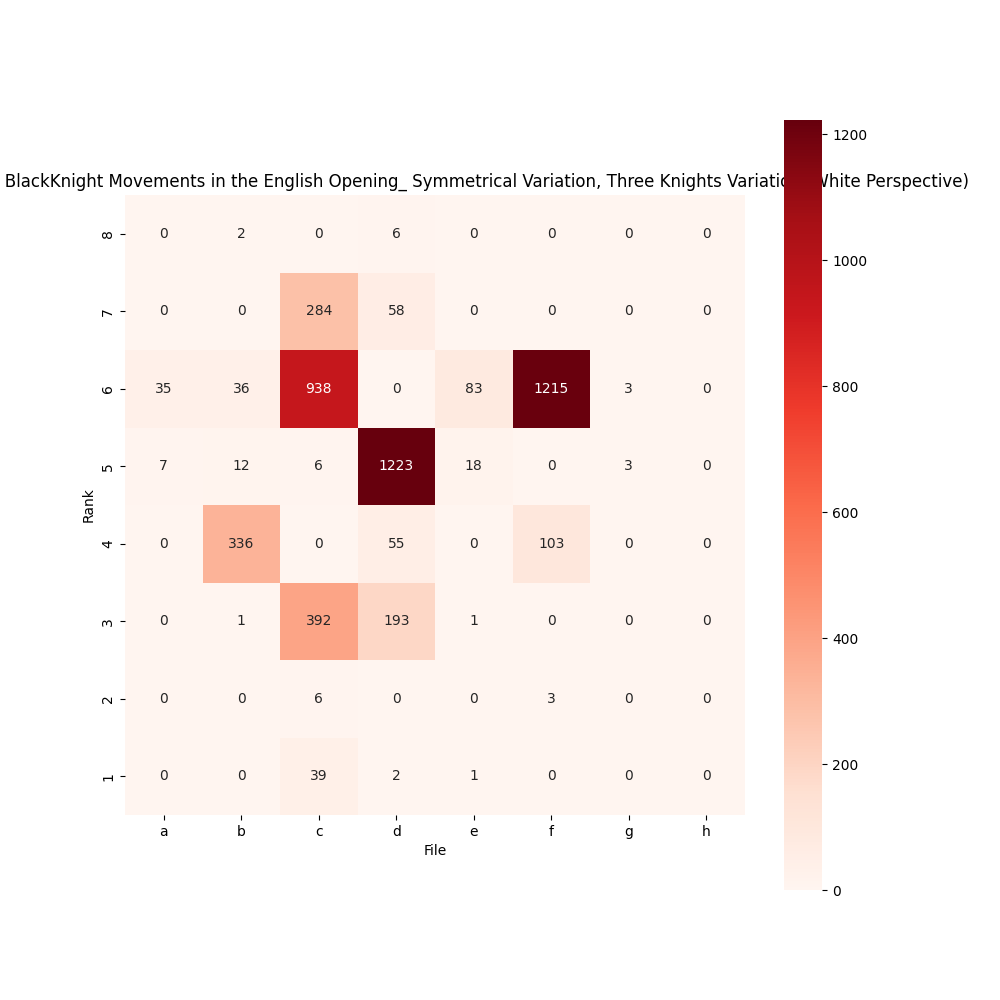 BlackKnight Movements in the English Opening_ Symmetrical Variation, Three Knights Variation White Perspective)
8 0 2 0 6 0 0 0 0
7 0 0 284 58 0 0 0 0
6 35 36 938 0 83 1215 3 0
5 7 12 6 1223 18 0 3 0
4 0 336 0 55 0 103 0 0
3 0 1 392 193 1 0 0 0
2 0 0 6 0 0 3 0 0
1 0 0 39 2 1 0 0 0
a b c d e f g h
File
Rank
1200
1000
800
600
400
200
0